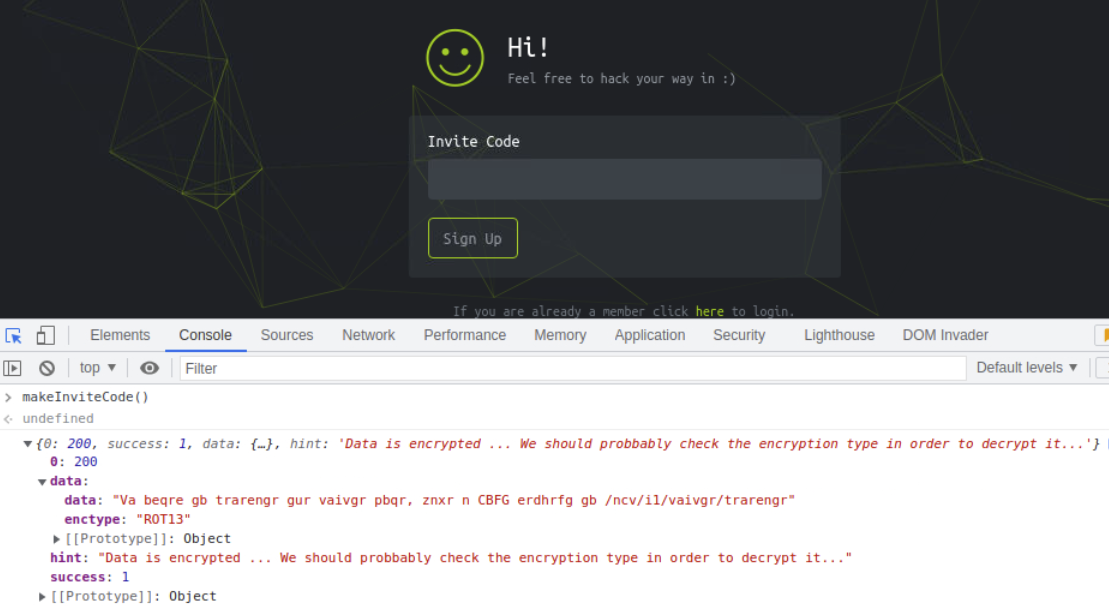 Hi!
Feel free to hack your way in :)
Invite Code
Sign Up
If you are already a member click here to login.
Elements Console Sources Network Performance Memory Application Security Lighthouse DOM Invader
top ▼ Filter Default levels ▼
> makeInviteCode()
undefined
▼{0: 200, success: 1, data: {…}, hint: 'Data is encrypted ... We should probbably check the encryption type in order to decrypt it...'}
0: 200
▼data:
data: "Va beqre gb trarengr gur vaivgr pbqr, znxr n CBFG erdhrfg gb /ncv/i1/vaivgr/trarengr"
enctype: "ROT13"
▶[[Prototype]]: Object
hint: "Data is encrypted ... We should probbably check the encryption type in order to decrypt it..."
success: 1
▶[[Prototype]]: Object